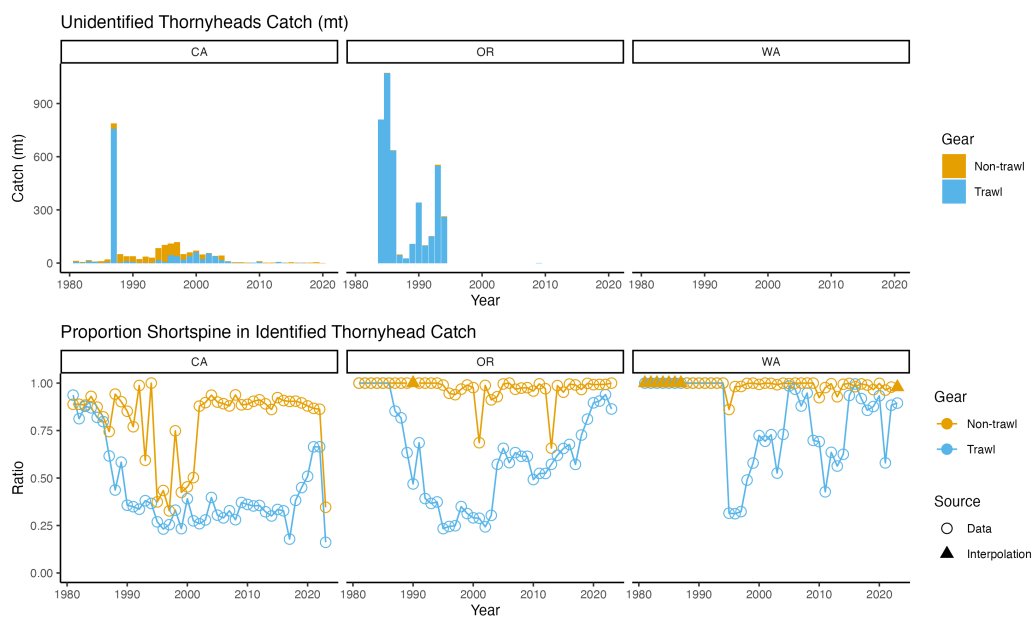 Unidentified Thornyheads Catch (mt)
CA OR WA
Catch (mt)
900
600
300
0
1980 1990 2000 2010 2020 1980 1990 2000 2010 2020 1980 1990 2000 2010 2020
Year
Gear
Non-trawl
Trawl
Proportion Shortspine in Identified Thornyhead Catch
CA OR WA
Ratio
1.00
0.75
0.50
0.25
0.00
1980 1990 2000 2010 2020 1980 1990 2000 2010 2020 1980 1990 2000 2010 2020
Year
Gear
Non-trawl
Trawl
Source
Data
Interpolation